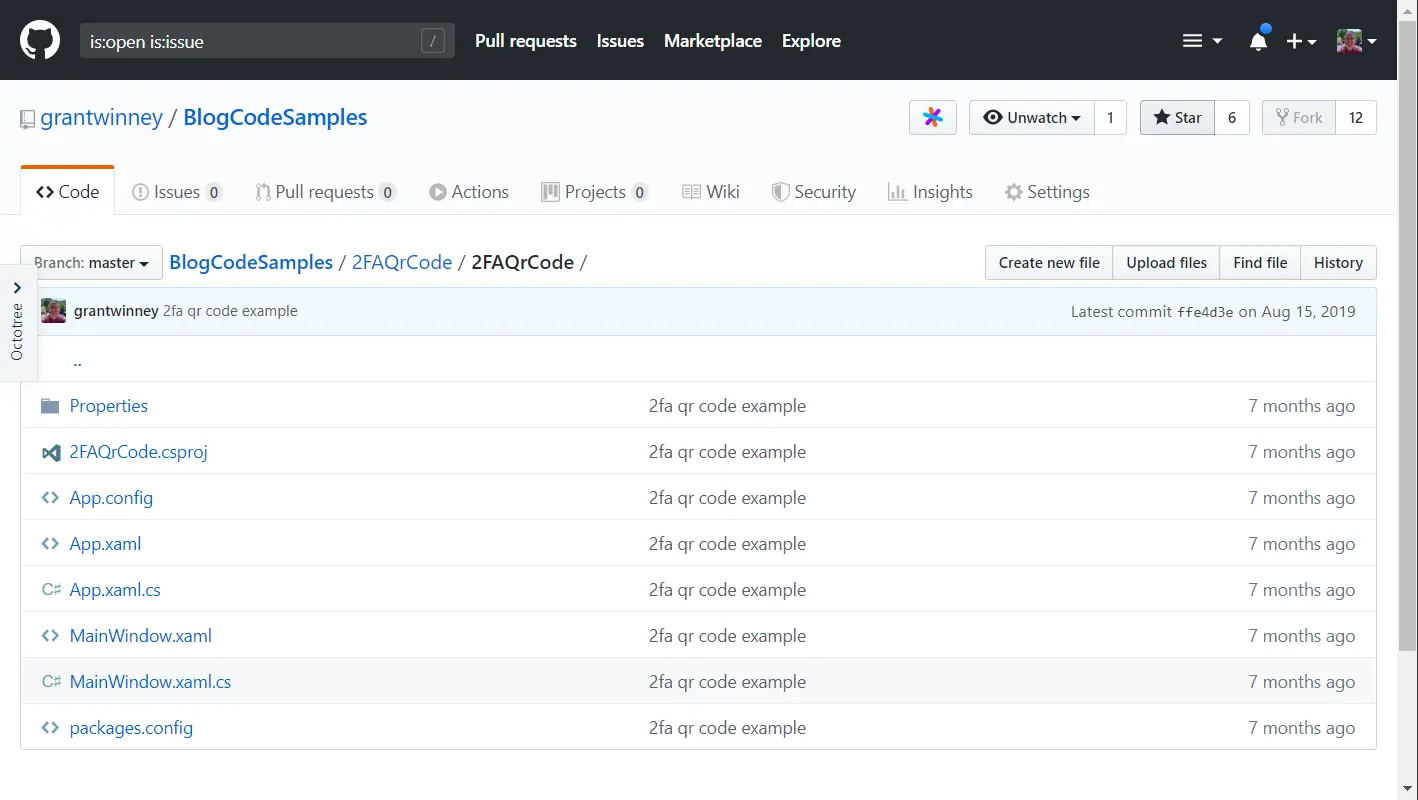 is:open is:issue / Pull requests Issues Marketplace Explore
grantwinney / BlogCodeSamples Unwatch 1 Star 6 Fork 12
Code Issues 0 Pull requests 0 Actions Projects 0 Wiki Security Insights Settings
Branch: master BlogCodeSamples / 2FAQrCode / 2FAQrCode / Create new file Upload files Find file History
Octotree
grantwinney 2fa qr code example Latest commit ffe4d3e on Aug 15, 2019
..
Properties 2fa qr code example 7 months ago
2FAQrCode.csproj 2fa qr code example 7 months ago
App.config 2fa qr code example 7 months ago
App.xaml 2fa qr code example 7 months ago
C# App.xaml.cs 2fa qr code example 7 months ago
MainWindow.xaml 2fa qr code example 7 months ago
C# MainWindow.xaml.cs 2fa qr code example 7 months ago
packages.config 2fa qr code example 7 months ago